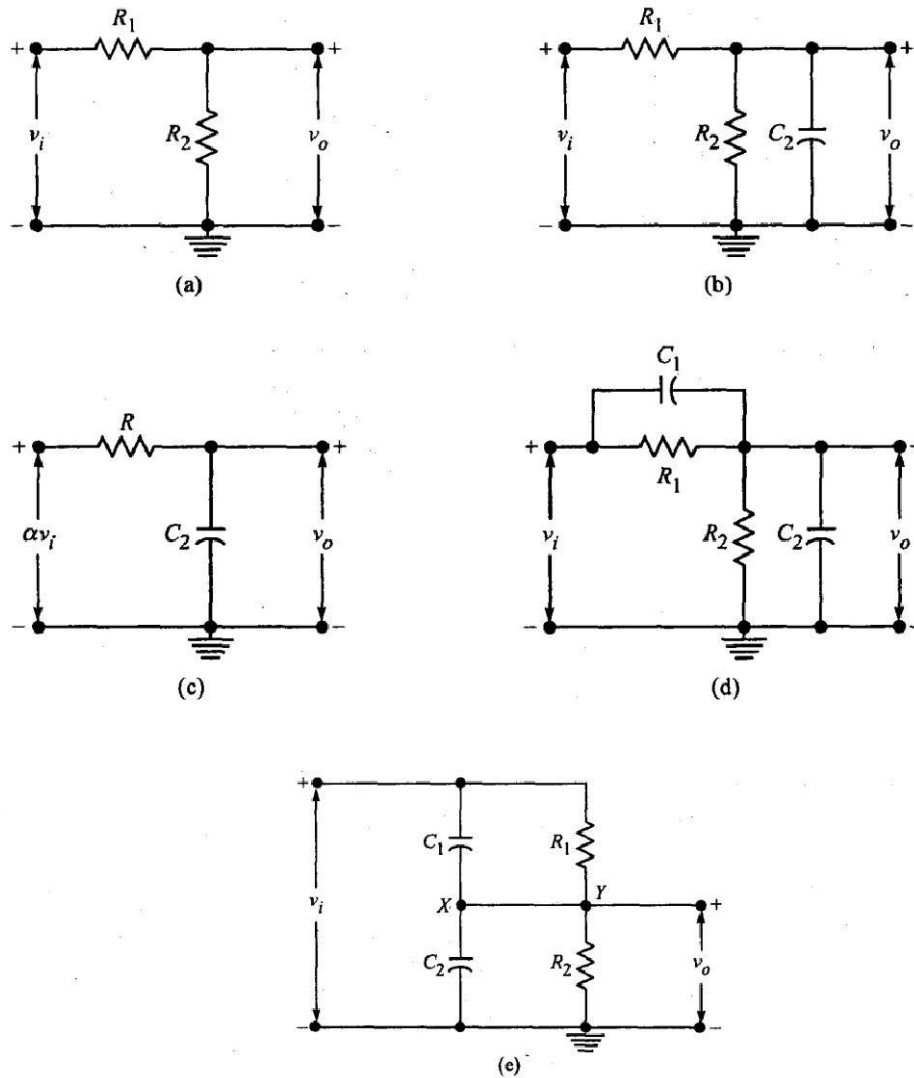 R1
R1
+ +
+ +
vi R2 vo
vi R2 C2 vo
− −
− −
(a)
(b)
C1
R
+ +
+
R1
αvi C2 vo
vi R2 C2 vo
− −
−
(c)
(d)
+
C1 R1
vi X Y +
C2 R2 vo
− −
(e)